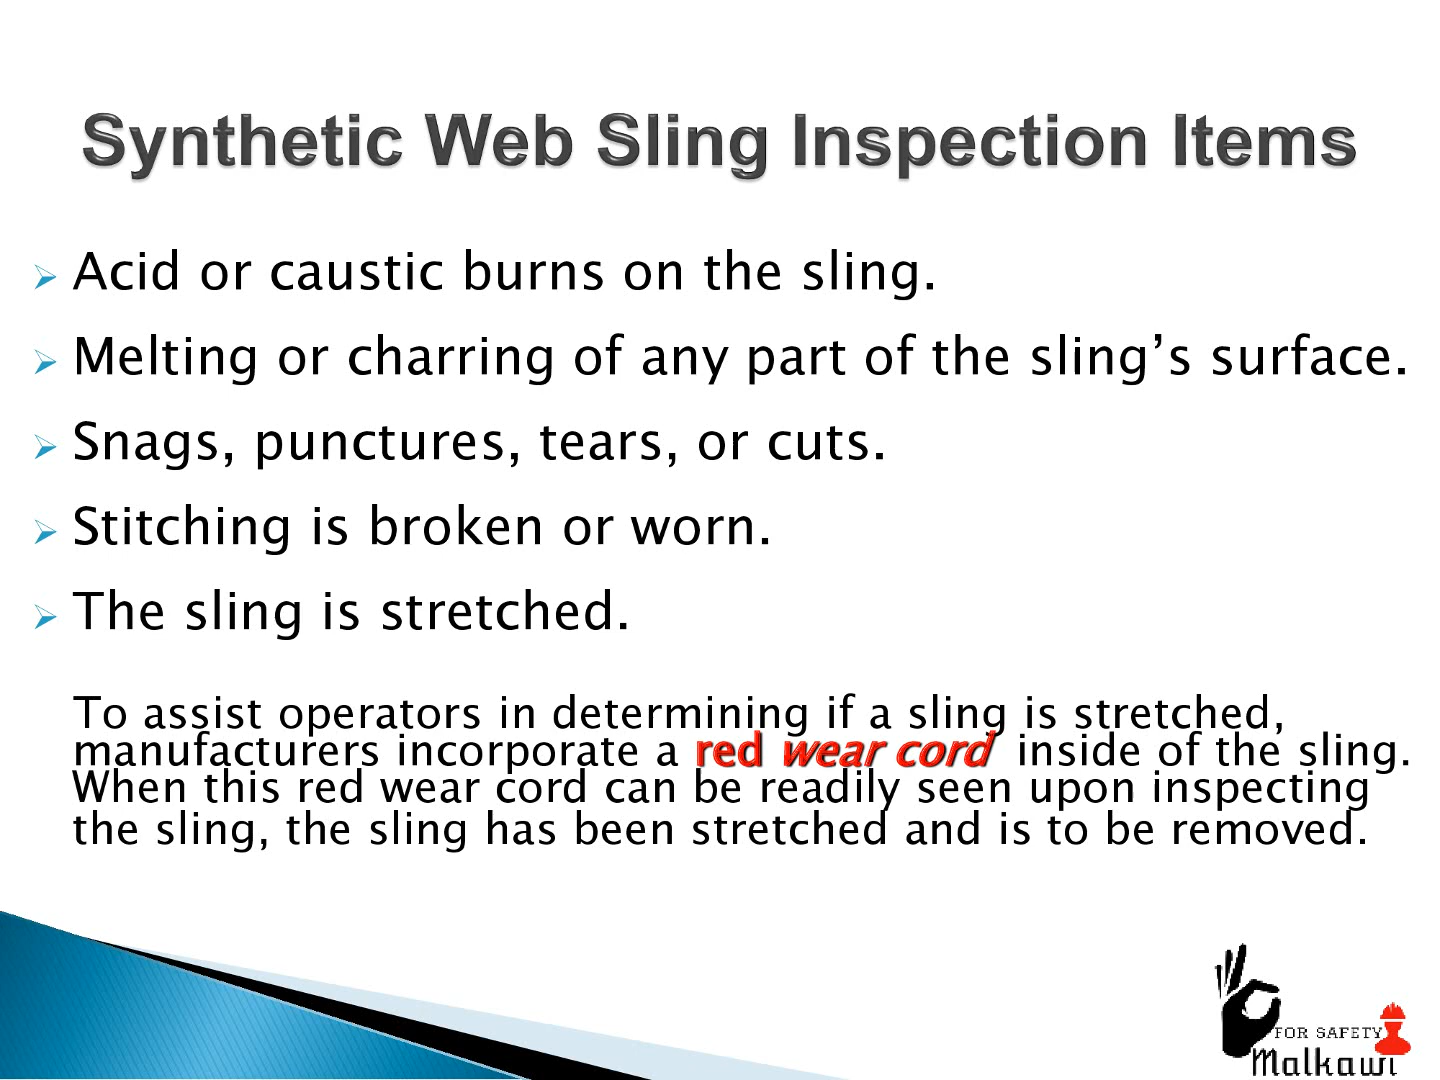 Synthetic Web Sling Inspection Items
Acid or caustic burns on the sling.
Melting or charring of any part of the sling’s surface.
Snags, punctures, tears, or cuts.
Stitching is broken or worn.
The sling is stretched.
To assist operators in determining if a sling is stretched,
manufacturers incorporate a red wear cord inside of the sling.
When this red wear cord can be readily seen upon inspecting
the sling, the sling has been stretched and is to be removed.
FOR SAFETY
Malkawi